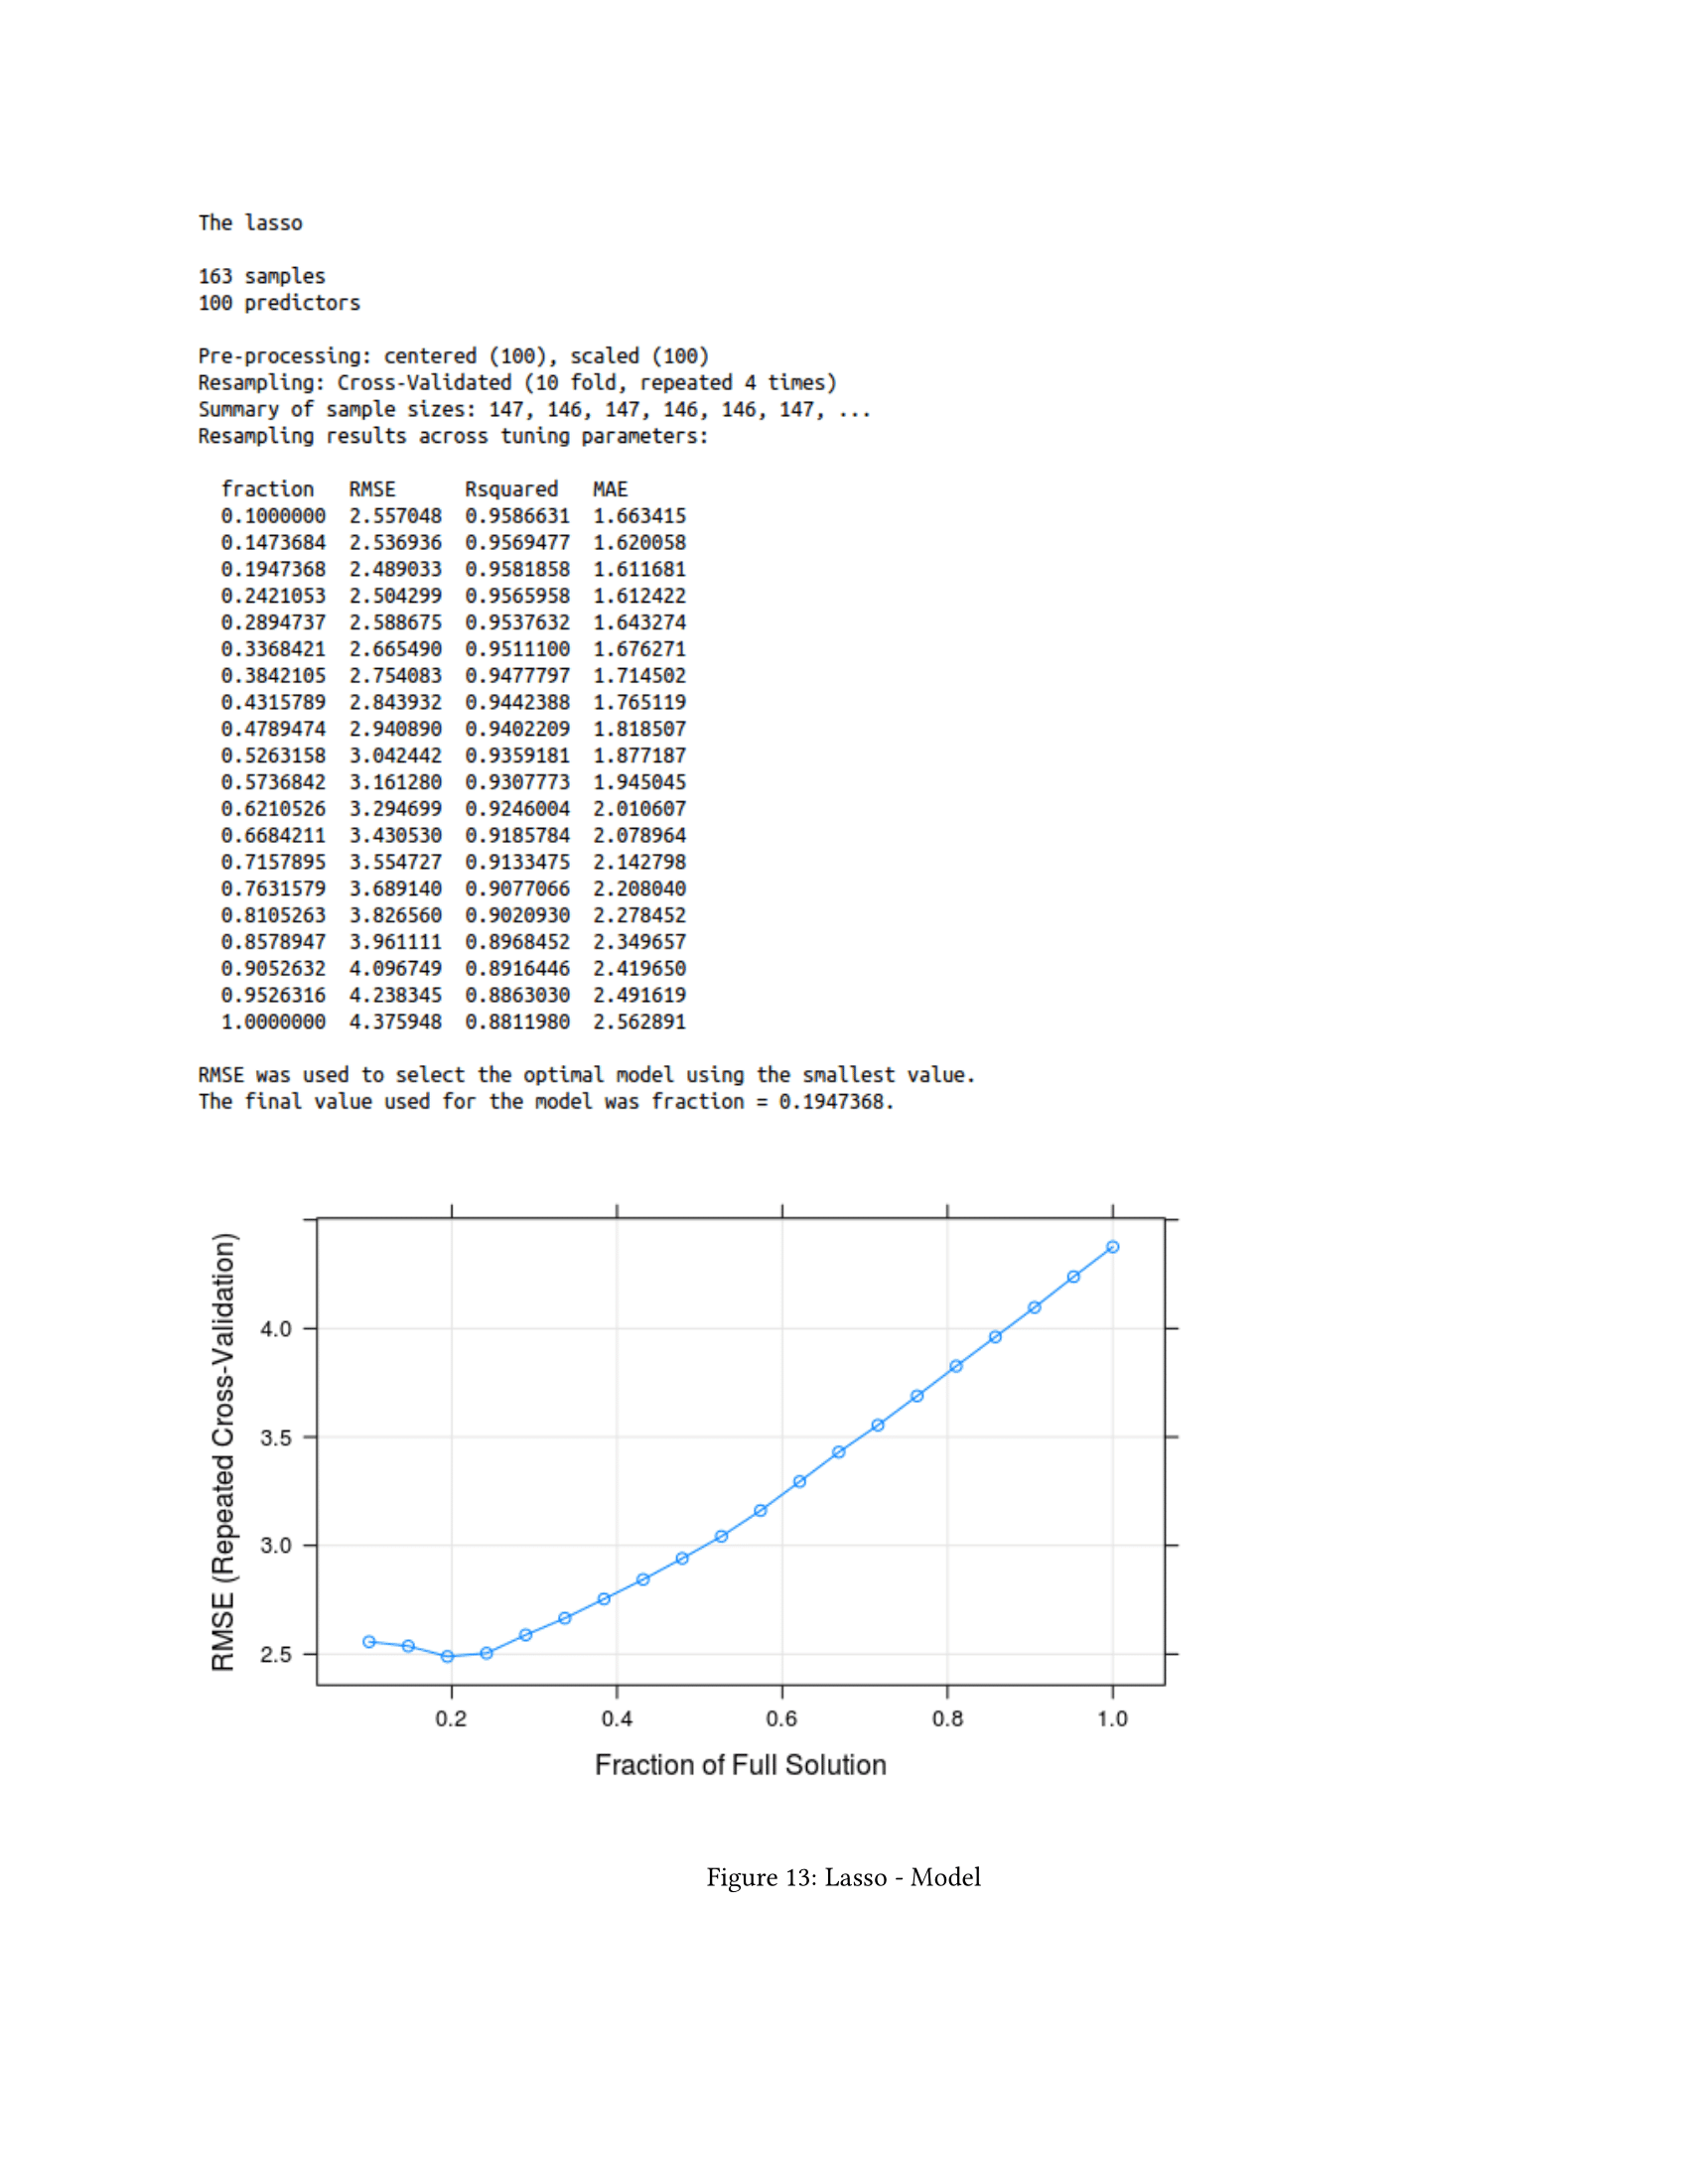 The lasso
163 samples
100 predictors
Pre-processing: centered (100), scaled (100)
Resampling: Cross-Validated (10 fold, repeated 4 times)
Summary of sample sizes: 147, 146, 147, 146, 146, 147, ...
Resampling results across tuning parameters:
fraction RMSE Rsquared MAE
0.1000000 2.557048 0.9586631 1.663415
0.1473684 2.536936 0.9569477 1.620058
0.1947368 2.489033 0.9581858 1.611681
0.2421053 2.504299 0.9565958 1.612422
0.2894737 2.588675 0.9537632 1.643274
0.3368421 2.665490 0.9511100 1.676271
0.3842105 2.754083 0.9477797 1.714502
0.4315789 2.843932 0.9442388 1.765119
0.4789474 2.940890 0.9402209 1.818507
0.5263158 3.042442 0.9359181 1.877187
0.5736842 3.161280 0.9307773 1.945045
0.6210526 3.294699 0.9246004 2.010607
0.6684211 3.430530 0.9185784 2.078964
0.7157895 3.554727 0.9133475 2.142798
0.7631579 3.689140 0.9077066 2.208040
0.8105263 3.826560 0.9020930 2.278452
0.8578947 3.961111 0.8968452 2.349657
0.9052632 4.096749 0.8916446 2.419650
0.9526316 4.238345 0.8863030 2.491619
1.0000000 4.375948 0.8811980 2.562891
RMSE was used to select the optimal model using the smallest value.
The final value used for the model was fraction = 0.1947368.
RMSE (Repeated Cross-Validation)
4.0
3.5
3.0
2.5
0.2 0.4 0.6 0.8 1.0
Fraction of Full Solution
Figure 13: Lasso - Model